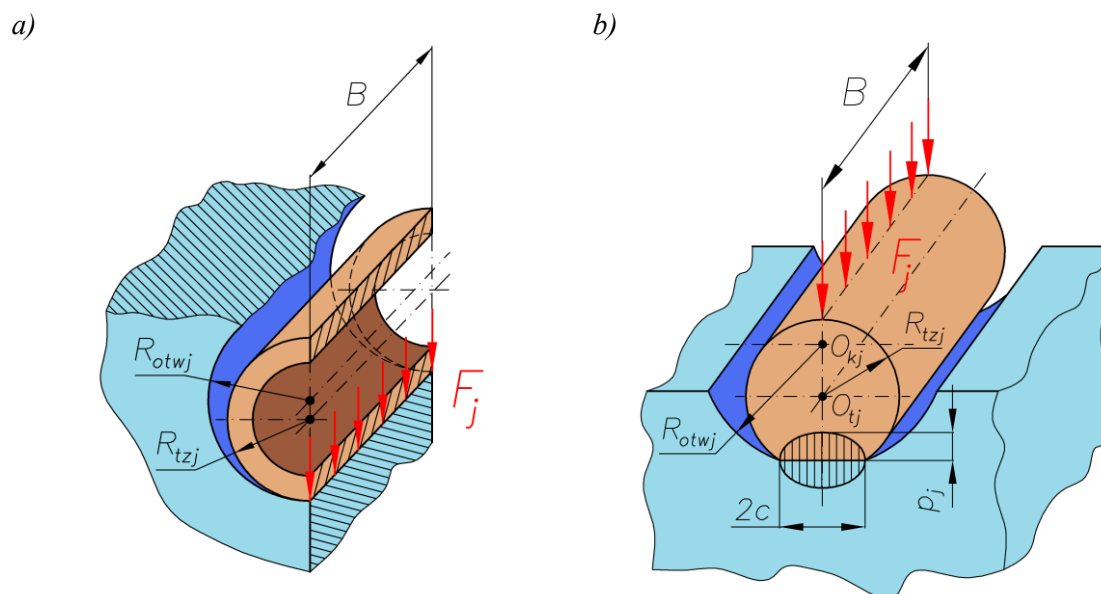 a)
B
R_otwj
R_tzj
F_j
b)
B
F_j
R_tzj
O_kj
O_tj
R_otwj
p_j
2c